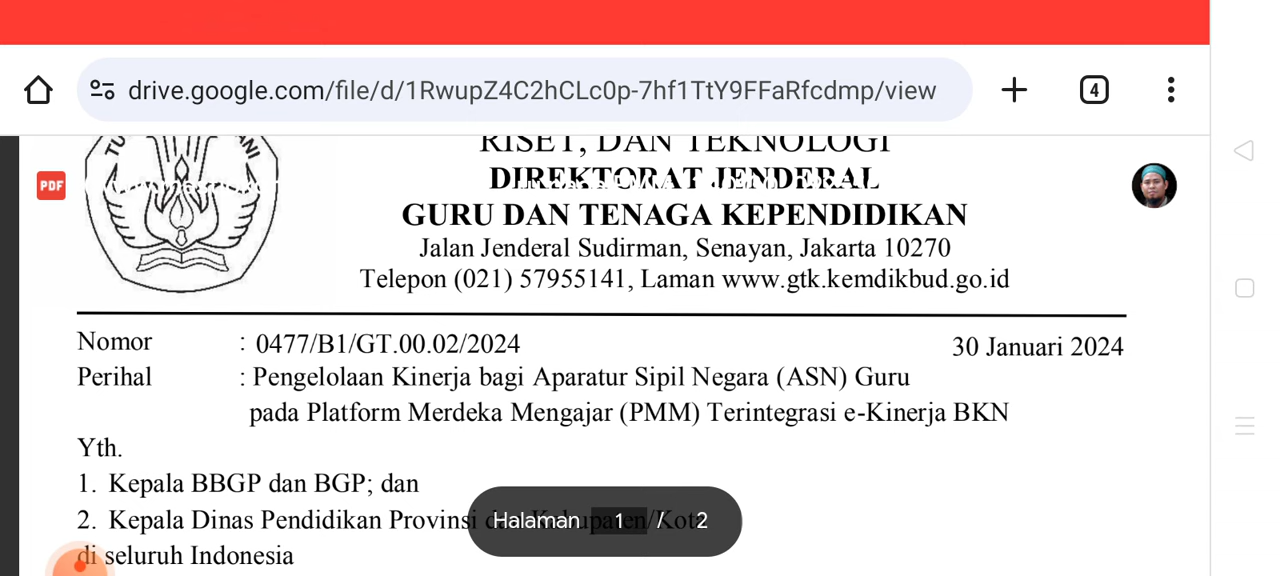 drive.google.com/file/d/1RwupZ4C2hCLc0p-7hf1TtY9FFaRfcdmp/view
4
RISET, DAN TEKNOLOGI
PDF
DIREKTORAT JENDERAL
GURU DAN TENAGA KEPENDIDIKAN
Jalan Jenderal Sudirman, Senayan, Jakarta 10270
Telepon (021) 57955141, Laman www.gtk.kemdikbud.go.id
Nomor : 0477/B1/GT.00.02/2024 30 Januari 2024
Perihal : Pengelolaan Kinerja bagi Aparatur Sipil Negara (ASN) Guru
pada Platform Merdeka Mengajar (PMM) Terintegrasi e-Kinerja BKN
Yth.
1. Kepala BBGP dan BGP; dan
2. Kepala Dinas Pendidikan Provinsi dan Kabupaten/Kota
Halaman 1 / 2
di seluruh Indonesia